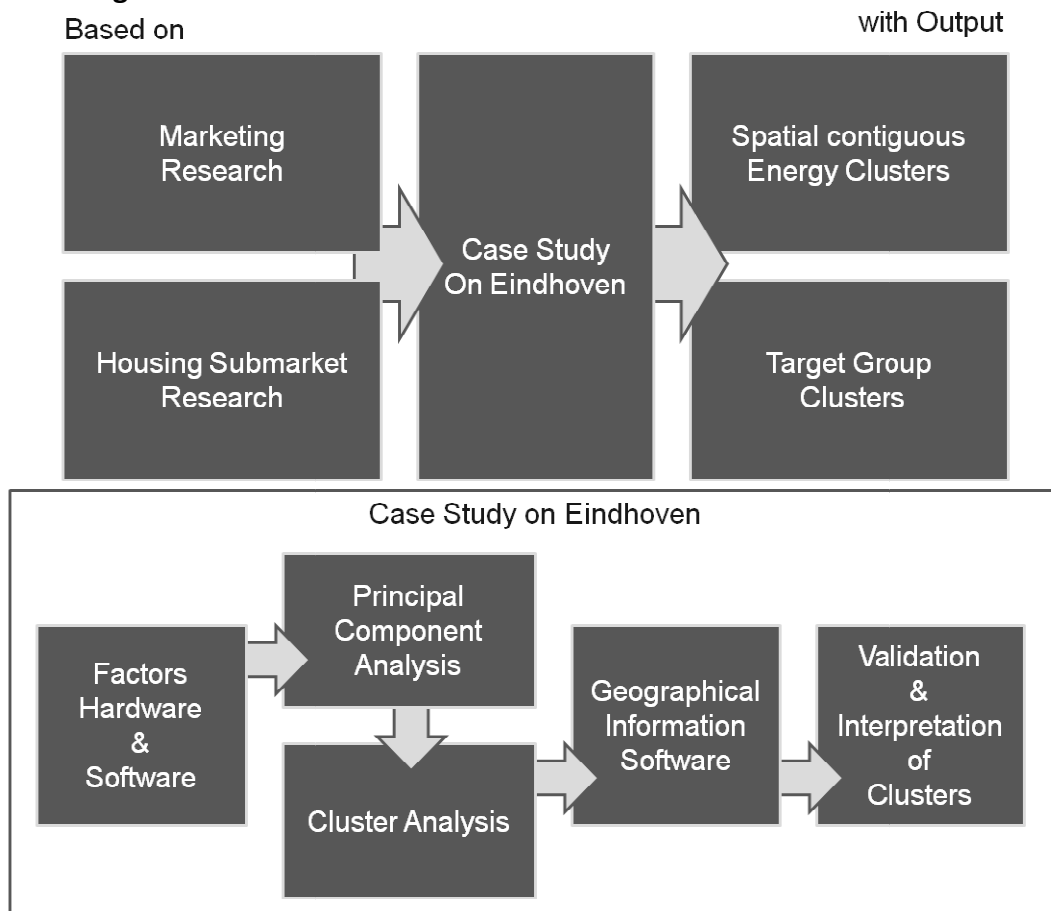 Based on
with Output
Marketing
Research
Case Study
On Eindhoven
Spatial contiguous
Energy Clusters
Housing Submarket
Research
Target Group
Clusters
Case Study on Eindhoven
Factors
Hardware
&
Software
Principal
Component
Analysis
Cluster Analysis
Geographical
Information
Software
Validation
&
Interpretation
of
Clusters